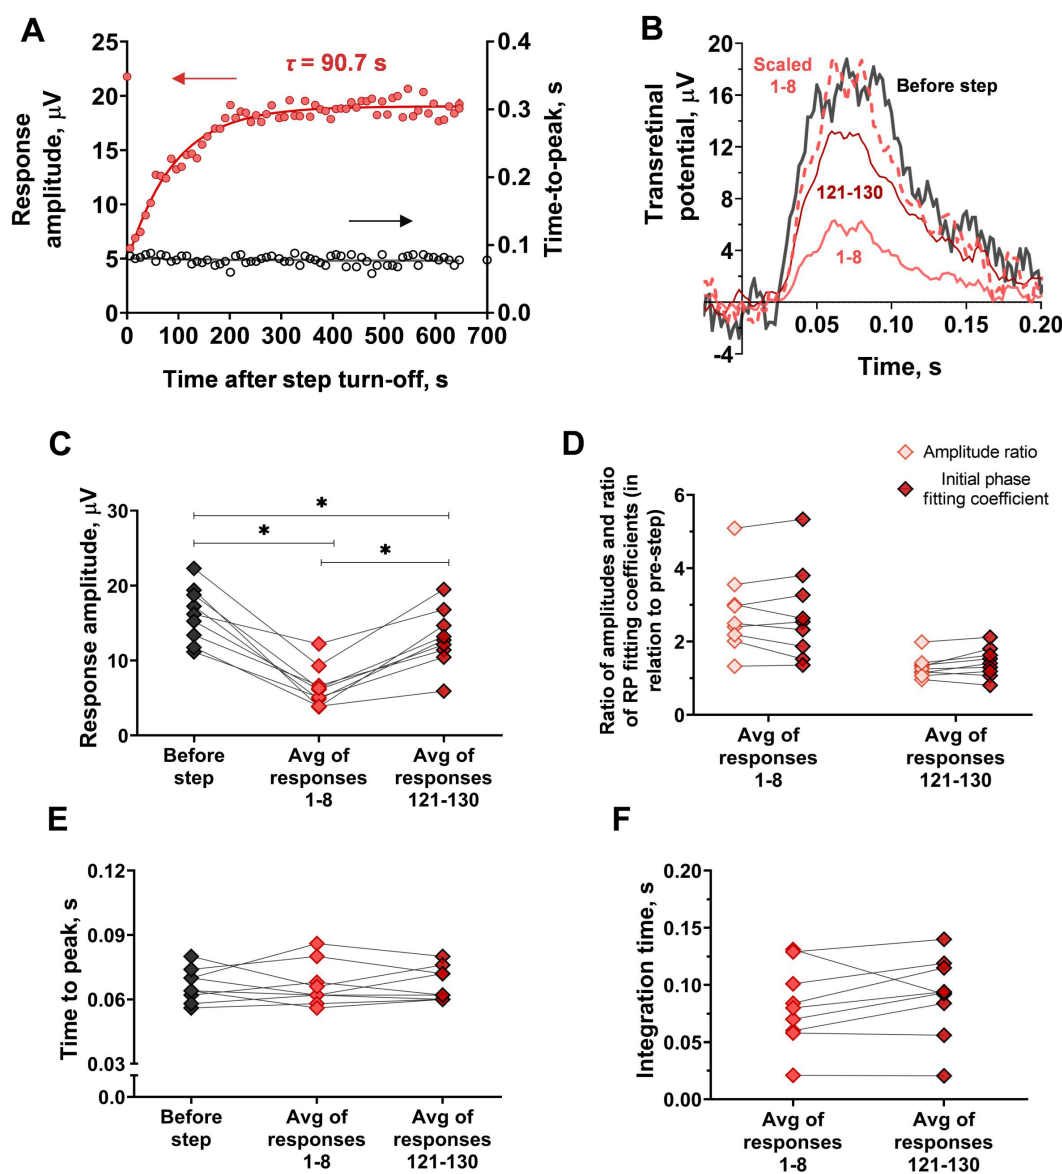 A
25
20
15
10
5
0
Response
amplitude, μV
τ = 90.7 s
0.4
0.3
0.2
0.1
0.0
Time-to-peak, s
0 100 200 300 400 500 600 700
Time after step turn-off, s
B
20
16
12
8
4
-4
Transretinal
potential, μV
Scaled
1-8
Before step
121-130
1-8
0.05 0.10 0.15 0.20
Time, s
C
30
20
10
0
Response amplitude, μV
* 
*
*
Before
step
Avg of
responses
1-8
Avg of
responses
121-130
D
Amplitude ratio
Initial phase
fitting coefficient
6
4
2
0
Ratio of amplitudes and ratio
of RP fitting coefficients (in
relation to pre-step)
Avg of
responses
1-8
Avg of
responses
121-130
E
0.12
0.09
0.06
0.03
0.0
Time to peak, s
Before
step
Avg of
responses
1-8
Avg of
responses
121-130
F
0.20
0.15
0.10
0.05
0.00
Integration time, s
Avg of
responses
1-8
Avg of
responses
121-130